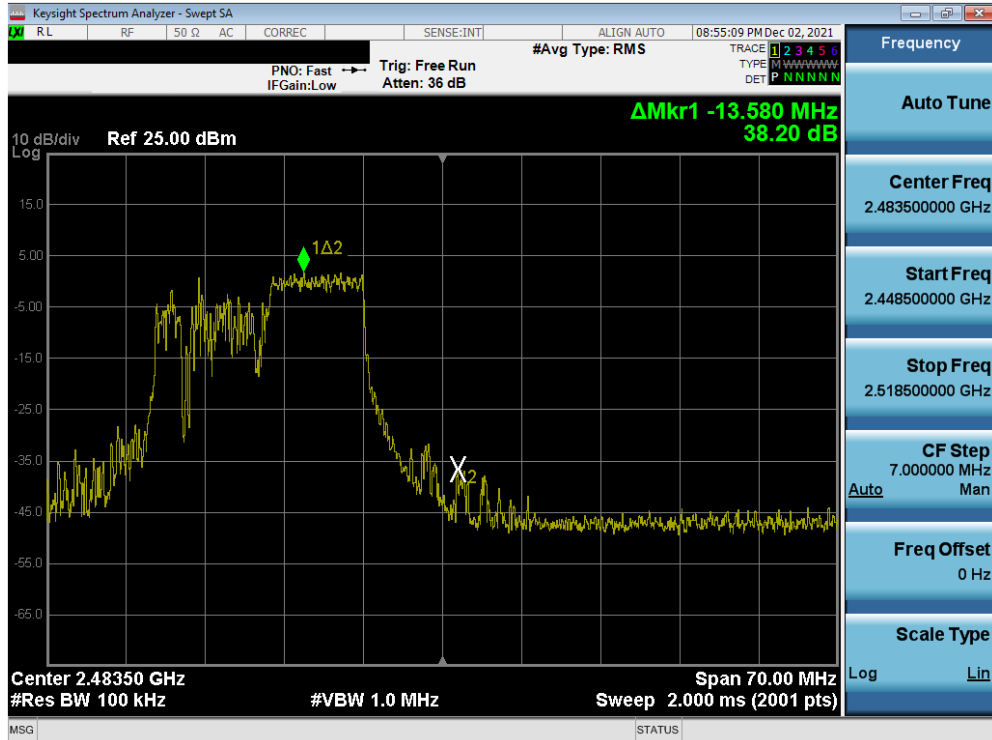 Keysight Spectrum Analyzer - Swept SA
LXI RL RF 50 Ω AC CORREC SENSE:INT ALIGN AUTO 08:55:09 PM Dec 02, 2021
#Avg Type: RMS
TRACE 1 2 3 4 5 6
TYPE M WWWWW
DET P N N N N N
PNO: Fast
IFGain:Low
Trig: Free Run
Atten: 36 dB
ΔMkr1 -13.580 MHz
38.20 dB
10 dB/div Ref 25.00 dBm
Log
15.0
5.00
-5.00
-15.0
-25.0
-35.0
-45.0
-55.0
-65.0
1Δ2
X2
Center 2.48350 GHz Span 70.00 MHz
#Res BW 100 kHz #VBW 1.0 MHz Sweep 2.000 ms (2001 pts)
MSG STATUS
Frequency
Auto Tune
Center Freq
2.483500000 GHz
Start Freq
2.448500000 GHz
Stop Freq
2.518500000 GHz
CF Step
7.000000 MHz
Auto Man
Freq Offset
0 Hz
Scale Type
Log Lin